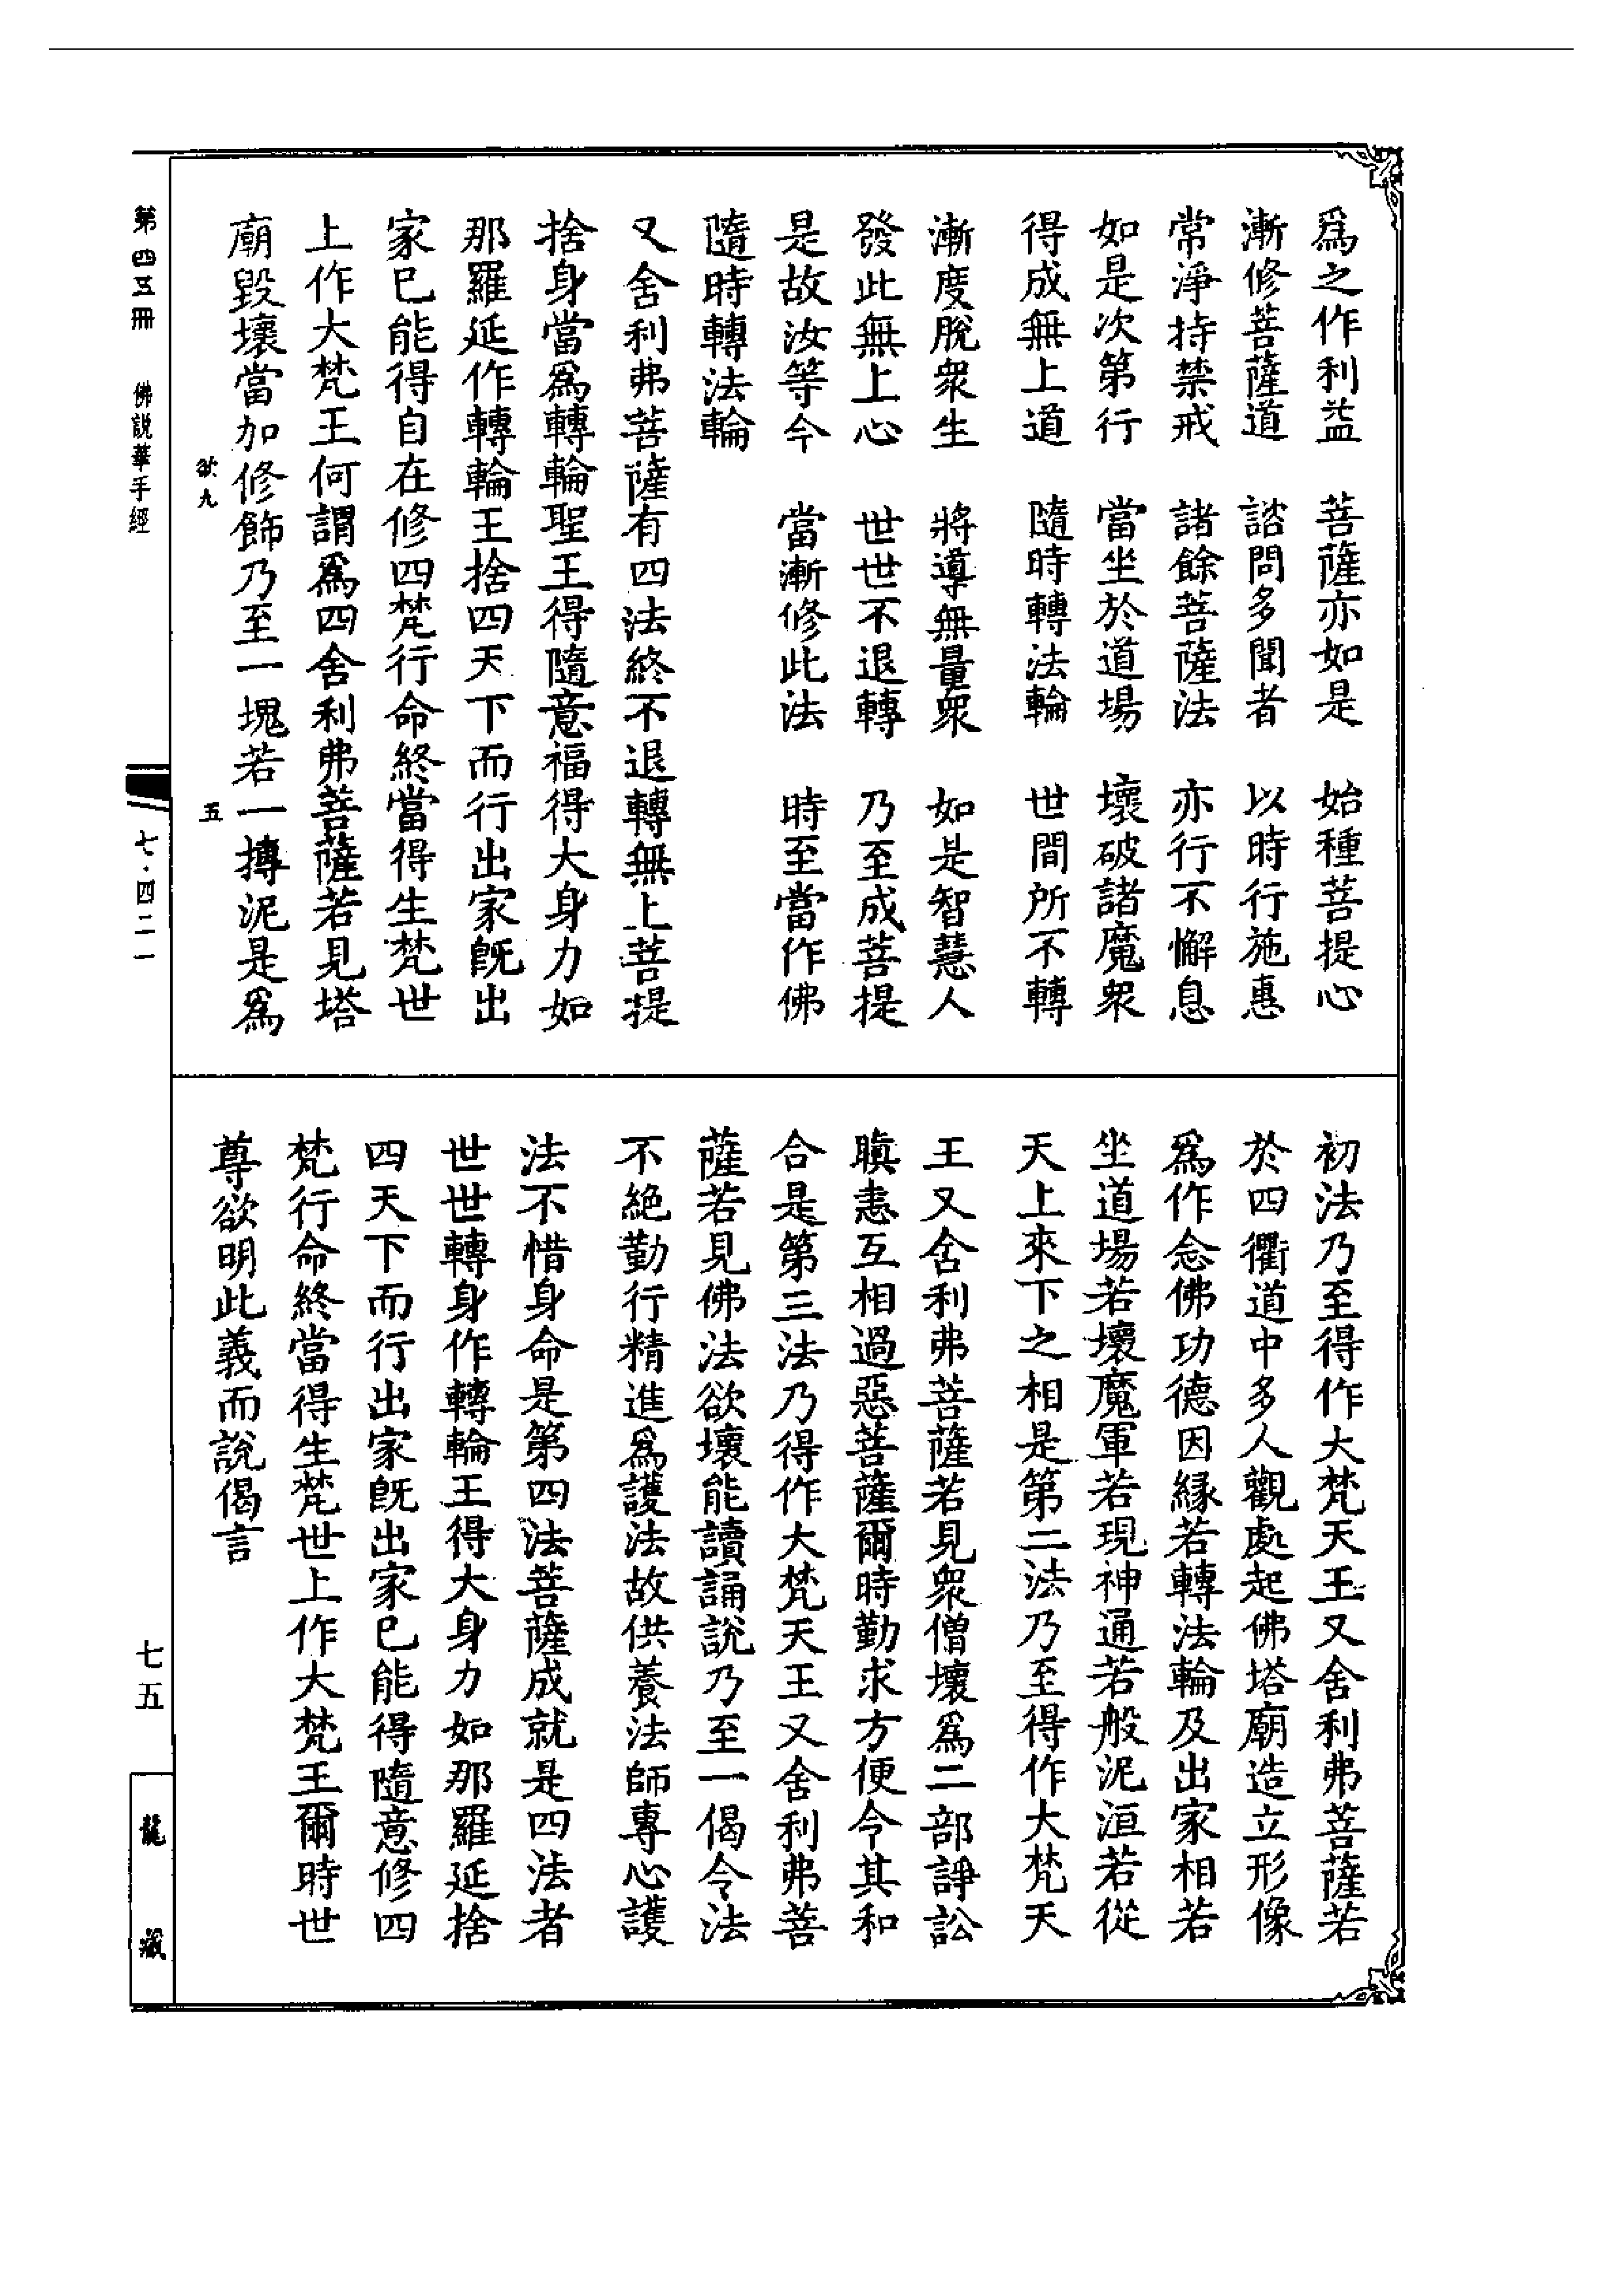 爲之作利益　菩薩亦如是　始種菩提心
漸修菩薩道　諮問多聞者　以時行施惠
常淨持禁戒　諸餘菩薩法　亦行不懈息
如是次第行　當坐於道場　壞破諸魔衆
得成無上道　隨時轉法輪　世間所不轉
漸度脫衆生　將導無量衆　如是智慧人
發此無上心　世世不退轉　乃至成菩提
是故汝等今　當漸修此法　時至當作佛
隨時轉法輪
又舍利弗菩薩有四法終不退轉無上菩提
捨身當爲轉輪聖王得隨意福得大身力如
那羅延作轉輪王捨四天下而行出家旣出
家已能得自在修四梵行命終當得生梵世
上作大梵王何謂爲四舍利弗菩薩若見塔
廟毀壞當加修飾乃至一塊若一摶泥是爲
欲九　五
初法乃至得作大梵天王又舍利弗菩薩若
於四衢道中多人觀處起佛塔廟造立形像
爲作念佛功德因緣若轉法輪及出家相若
坐道場若壞魔軍若現神通若般泥洹若從
天上來下之相是第二法乃至得作大梵天
王又舍利弗菩薩若見衆僧壞爲二部諍訟
瞋恚互相過惡菩薩爾時勤求方便令其和
合是第三法乃得作大梵天王又舍利弗菩
薩若見佛法欲壞能讀誦說乃至一偈令法
不絕勤行精進爲護法故供養法師專心護
法不惜身命是第四法菩薩成就是四法者
世世轉身作轉輪王得大身力如那羅延捨
四天下而行出家旣出家已能得隨意修四
梵行命終當得生梵世上作大梵王爾時世
尊欲明此義而說偈言
第四五冊　佛說華手經
七·四二一
七五
龍藏